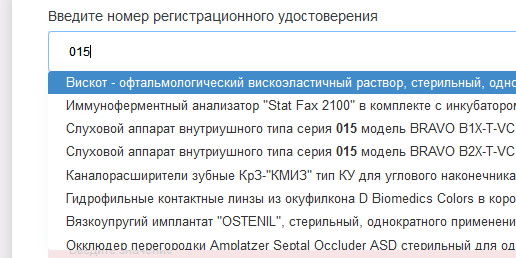 Введите номер регистрационного удостоверения
015
Вискот - офтальмологический вискоэластичный раствор, стерильный, одно
Иммуноферментный анализатор "Stat Fax 2100" в комплекте с инкубатором
Слуховой аппарат внутриушного типа серия 015 модель BRAVO B1X-T-VC
Слуховой аппарат внутриушного типа серия 015 модель BRAVO B2X-T-VC
Каналорасширители зубные КрЗ-"КМИЗ" тип КУ для углового наконечника
Гидрофильные контактные линзы из окуфилкона D Biomedics Colors в коро
Вязкоупругий имплантат "OSTENIL", стерильный, однократного применени
Окклюдер перегородки Amplatzer Septal Occluder ASD стерильный для од
Введите значение